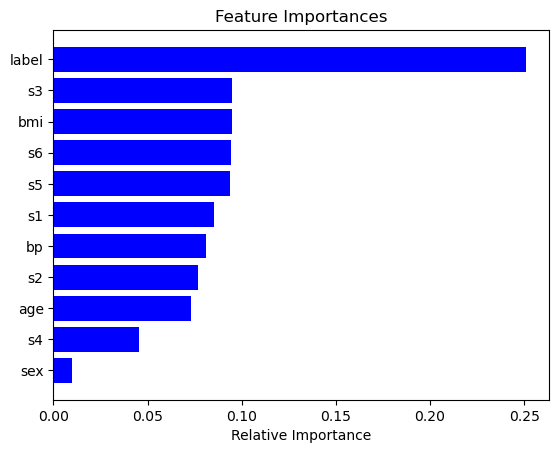 Feature Importances
label
s3
bmi
s6
s5
s1
bp
s2
age
s4
sex
0.00 0.05 0.10 0.15 0.20 0.25
Relative Importance